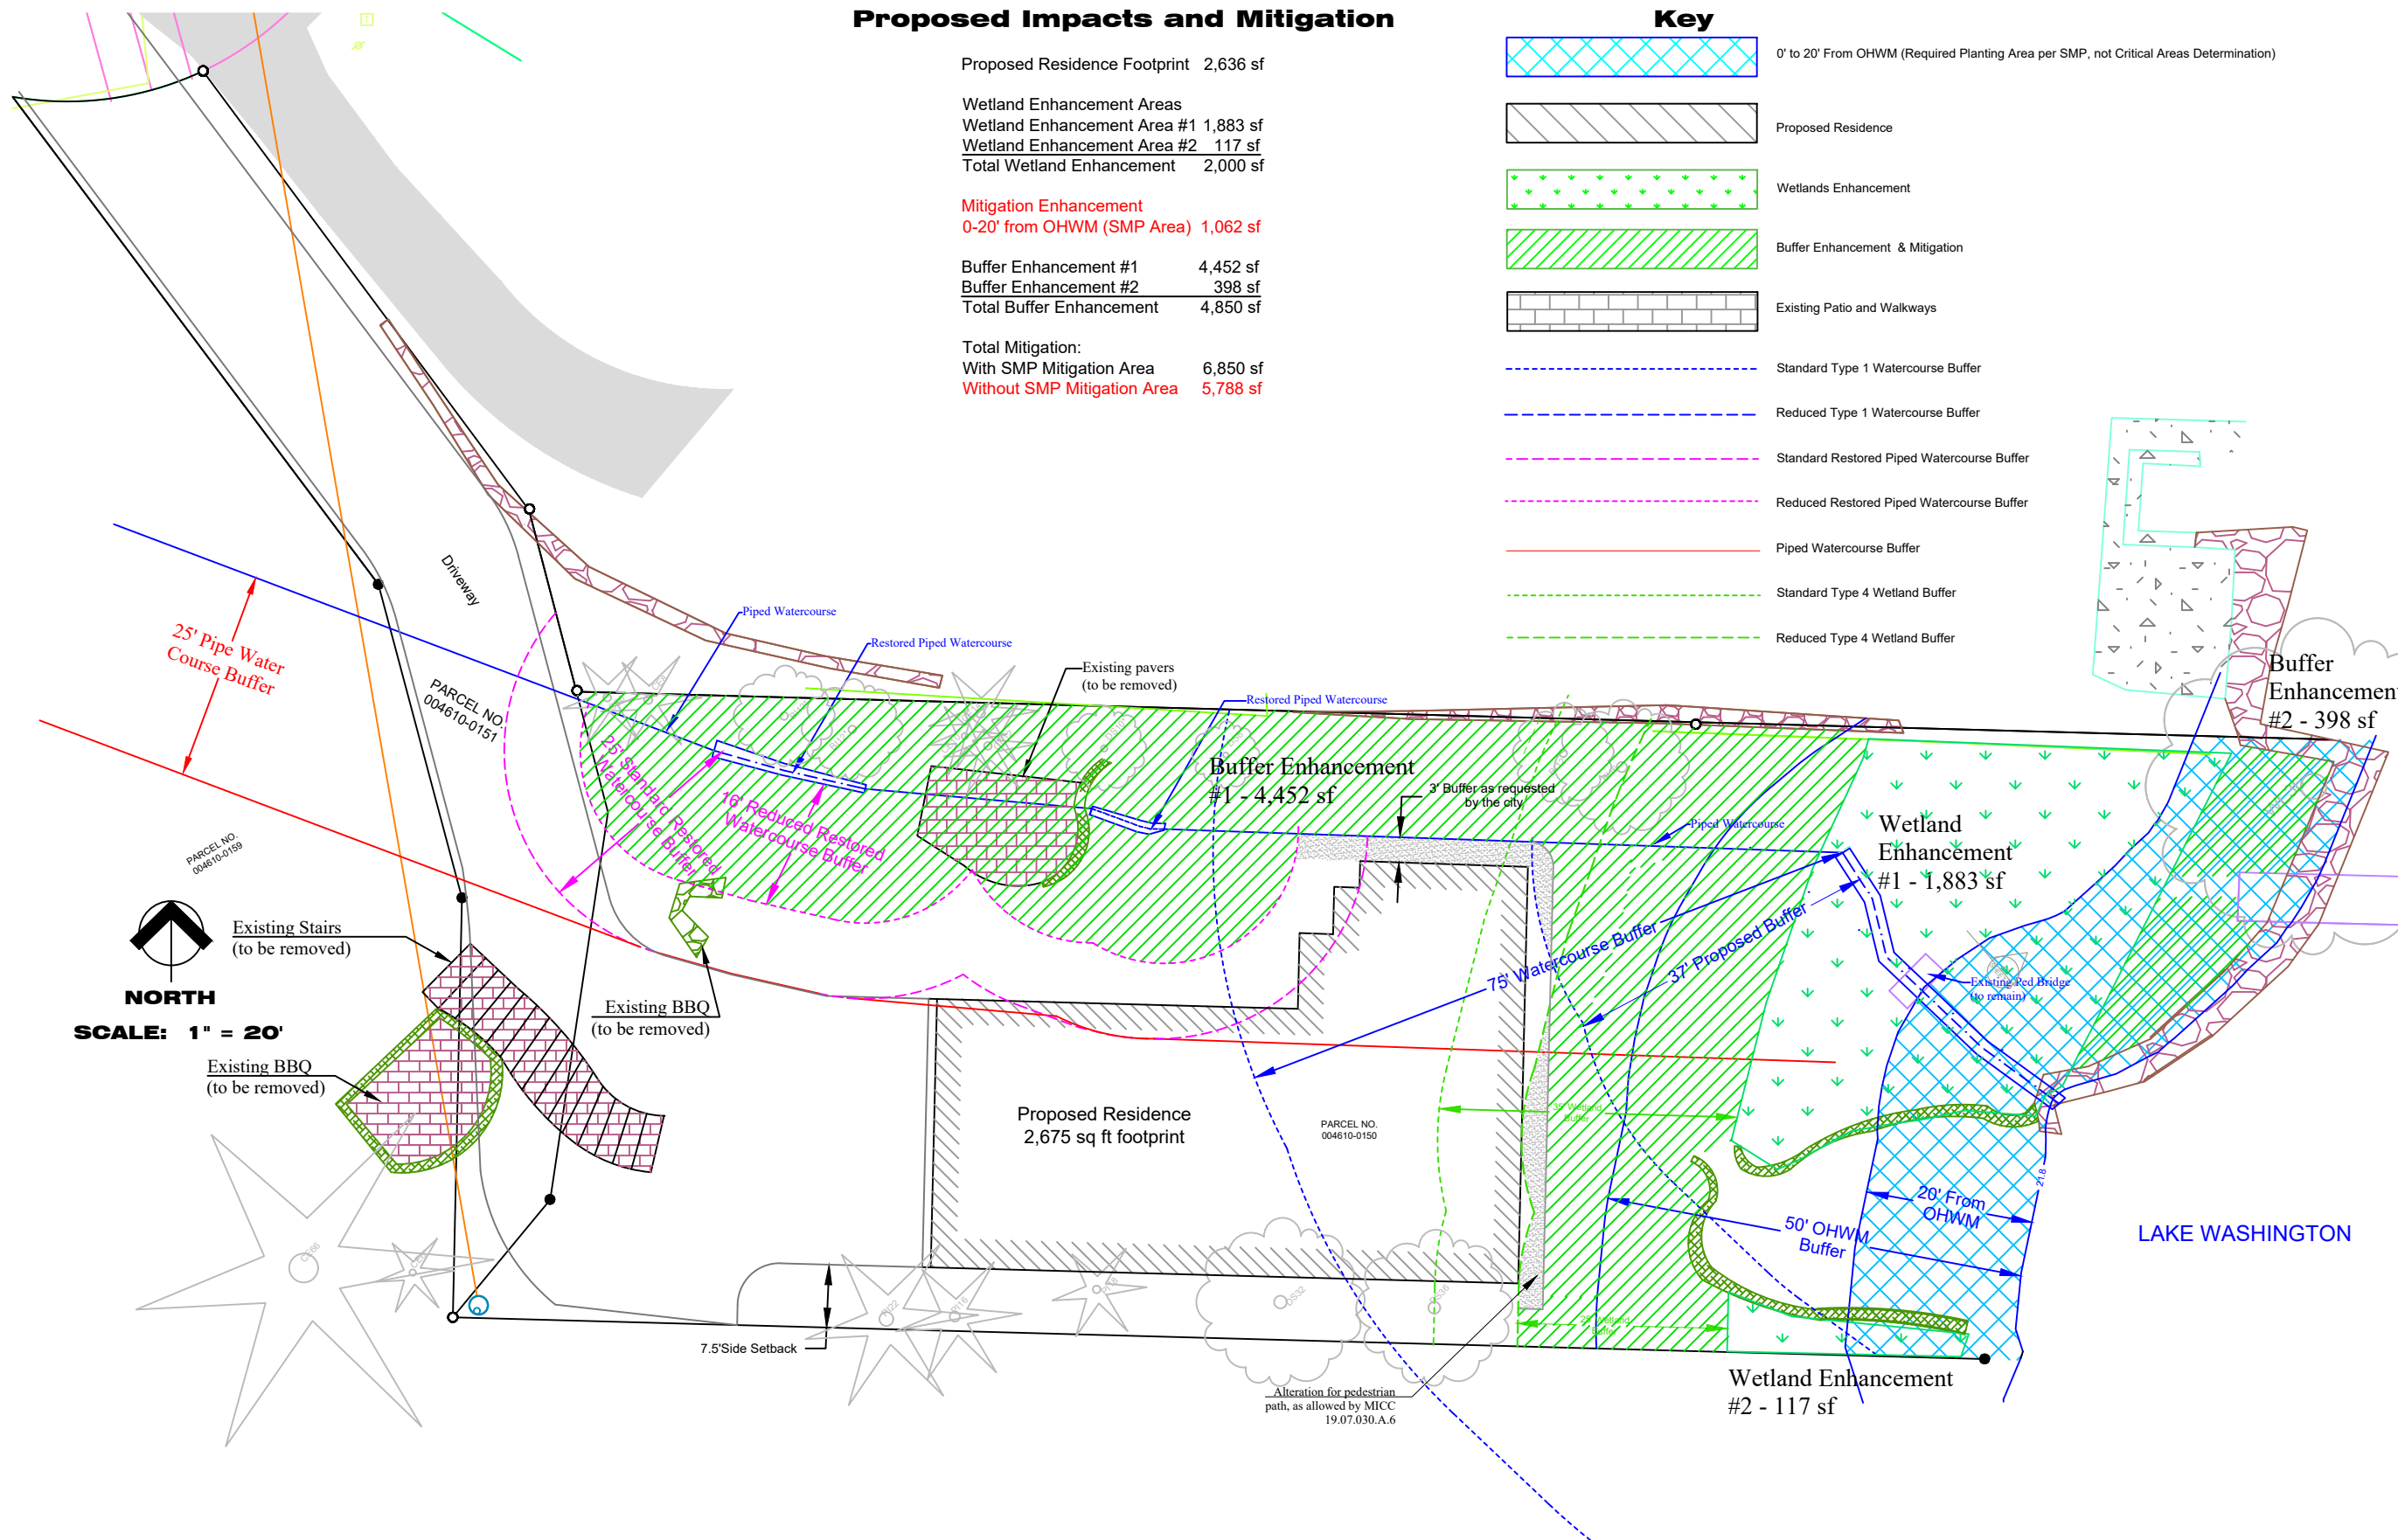 Proposed Impacts and Mitigation
Proposed Residence Footprint 2,636 sf
Wetland Enhancement Areas
Wetland Enhancement Area #1 1,883 sf
Wetland Enhancement Area #2 117 sf
Total Wetland Enhancement 2,000 sf
Mitigation Enhancement
0-20' from OHWM (SMP Area) 1,062 sf
Buffer Enhancement #1 4,452 sf
Buffer Enhancement #2 398 sf
Total Buffer Enhancement 4,850 sf
Total Mitigation:
With SMP Mitigation Area 6,850 sf
Without SMP Mitigation Area 5,788 sf
Key
0' to 20' From OHWM (Required Planting Area per SMP, not Critical Areas Determination)
Proposed Residence
Wetlands Enhancement
Buffer Enhancement & Mitigation
Existing Patio and Walkways
Standard Type 1 Watercourse Buffer
Reduced Type 1 Watercourse Buffer
Standard Restored Piped Watercourse Buffer
Reduced Restored Piped Watercourse Buffer
Piped Watercourse Buffer
Standard Type 4 Wetland Buffer
Reduced Type 4 Wetland Buffer
Driveway
25' Pipe Water
Course Buffer
PARCEL NO.
004610-0151
PARCEL NO.
004610-0159
Piped Watercourse
Restored Piped Watercourse
Existing pavers
(to be removed)
Restored Piped Watercourse
25' Standard Restored
Watercourse Buffer
16' Reduced Restored
Watercourse Buffer
Buffer Enhancement
#1 - 4,452 sf
3' Buffer as requested
by the city
Piped Watercourse
Wetland
Enhancement
#1 - 1,883 sf
Buffer
Enhancement
#2 - 398 sf
75' Watercourse Buffer
37' Proposed Buffer
Existing Ped Bridge
(to remain)
NORTH
SCALE: 1" = 20'
Existing Stairs
(to be removed)
Existing BBQ
(to be removed)
Existing BBQ
(to be removed)
Proposed Residence
2,675 sq ft footprint
PARCEL NO.
004610-0150
35' Wetland
Buffer
25' Wetland
Buffer
20' From
OHWM
50' OHWM
Buffer
21.8
LAKE WASHINGTON
CE66
DS32
7.5'Side Setback
Alteration for pedestrian
path, as allowed by MICC
19.07.030.A.6
Wetland Enhancement
#2 - 117 sf